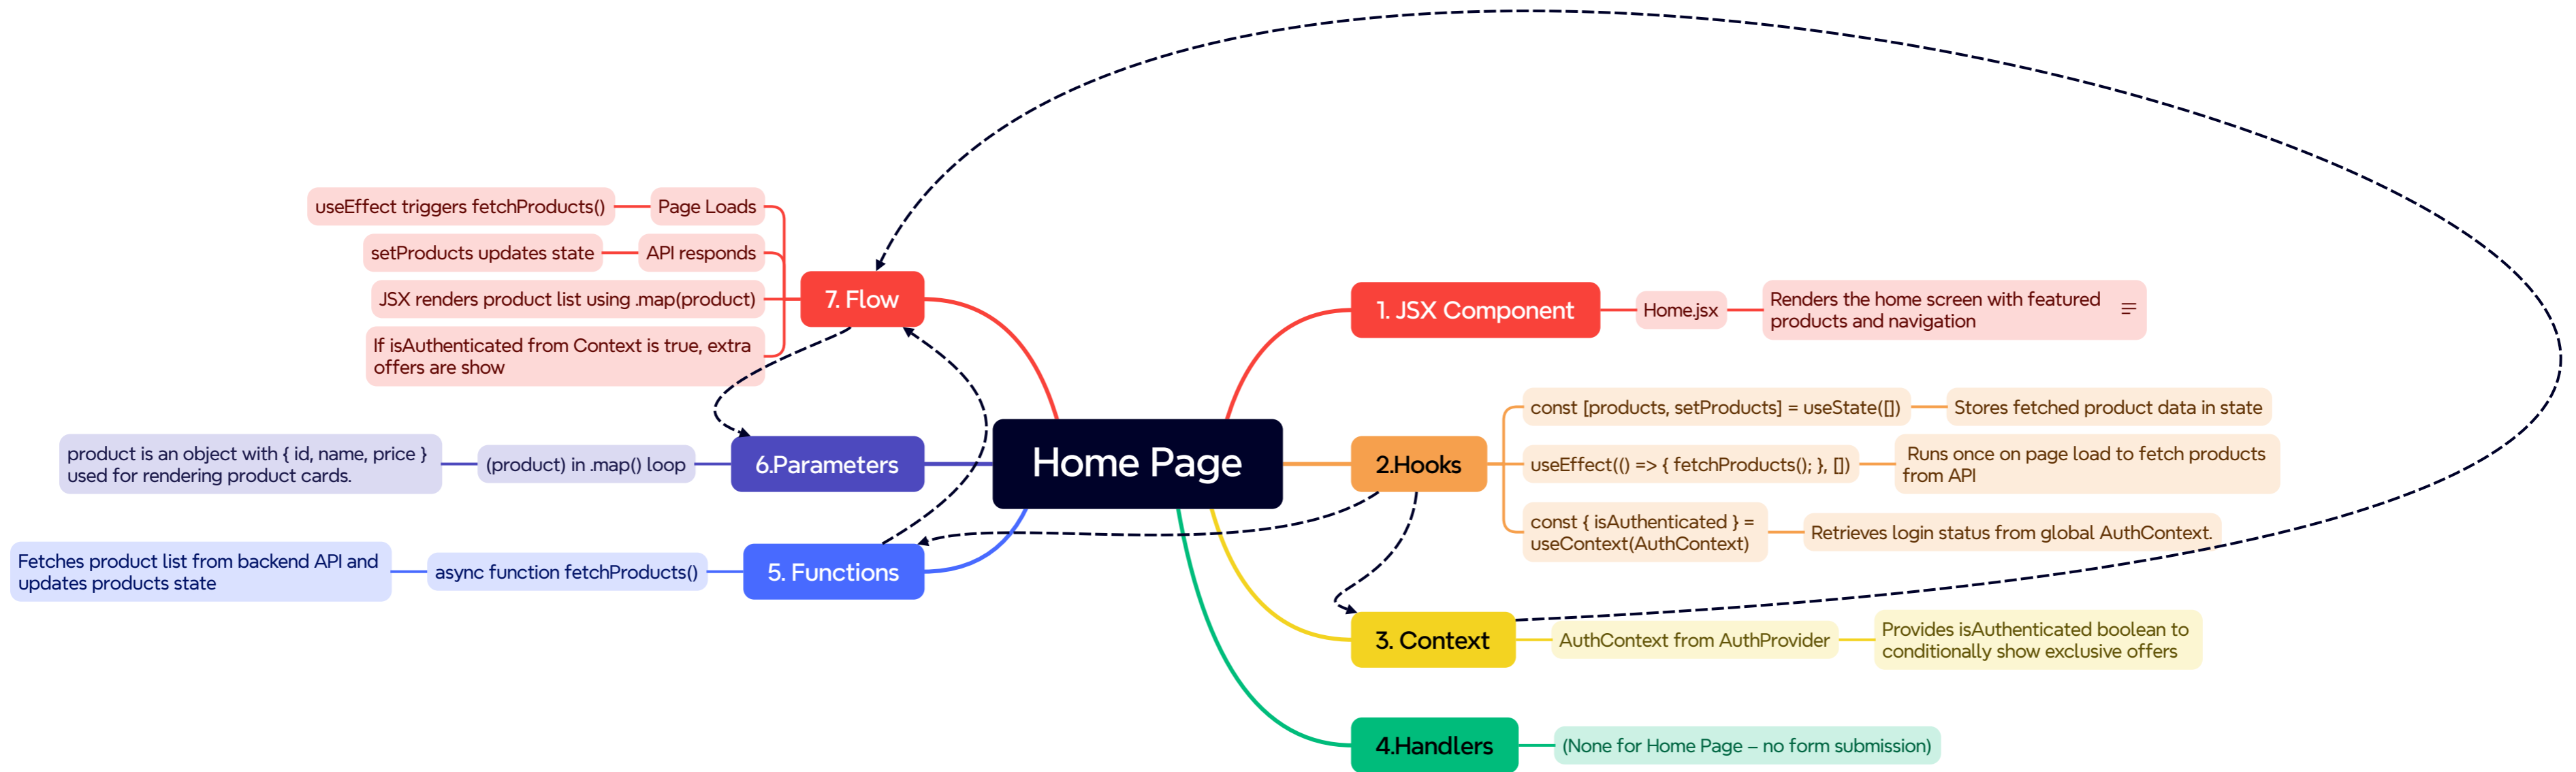 Home Page
1. JSX Component
Home.jsx
Renders the home screen with featured
products and navigation
2.Hooks
const [products, setProducts] = useState([])
Stores fetched product data in state
useEffect(() => { fetchProducts(); }, [])
Runs once on page load to fetch products
from API
const { isAuthenticated } =
useContext(AuthContext)
Retrieves login status from global AuthContext.
3. Context
AuthContext from AuthProvider
Provides isAuthenticated boolean to
conditionally show exclusive offers
4.Handlers
(None for Home Page – no form submission)
5. Functions
async function fetchProducts()
Fetches product list from backend API and
updates products state
6.Parameters
(product) in .map() loop
product is an object with { id, name, price }
used for rendering product cards.
7. Flow
Page Loads
useEffect triggers fetchProducts()
API responds
setProducts updates state
JSX renders product list using .map(product)
If isAuthenticated from Context is true, extra
offers are show